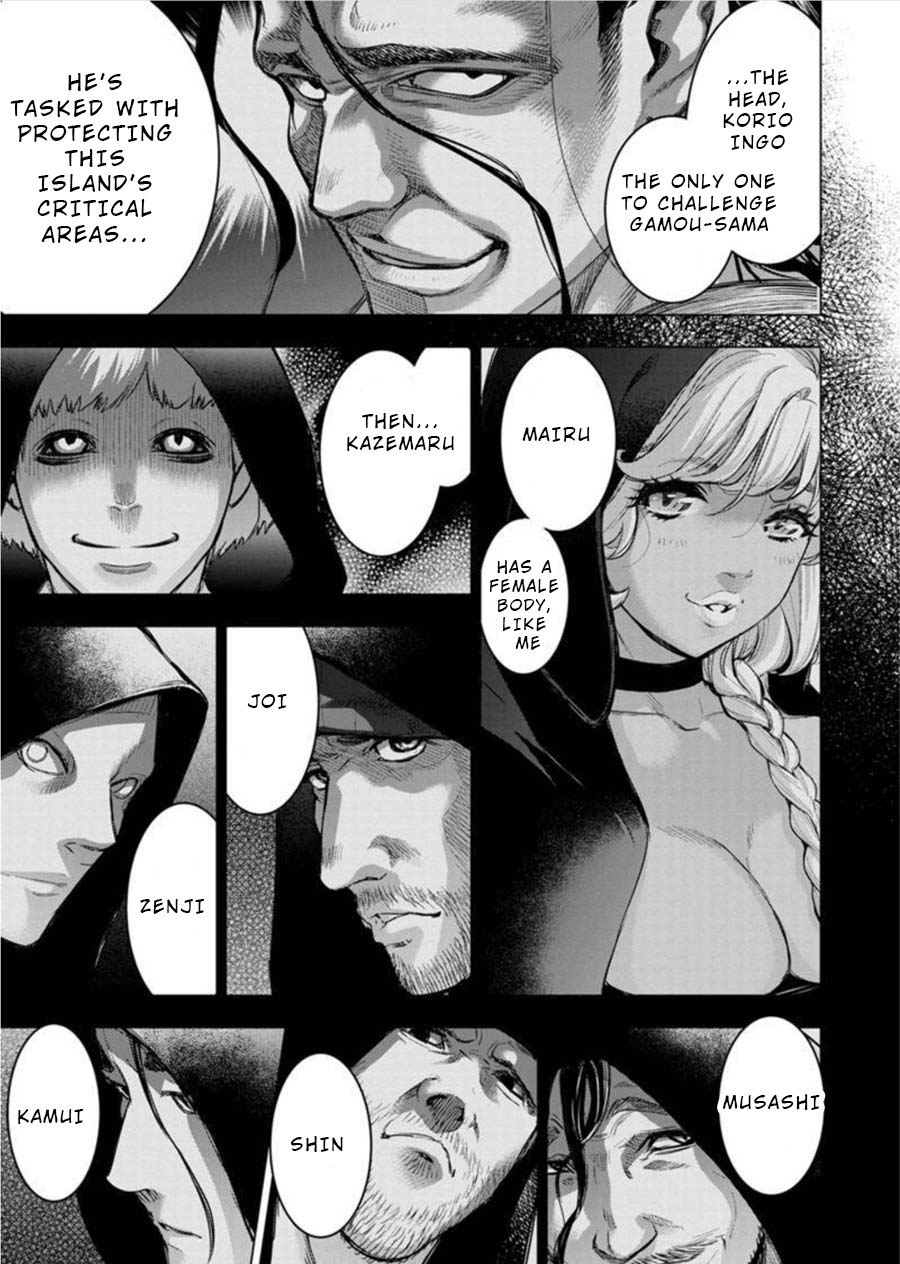 ...THE
HEAD,
KORIO
INGO
THE ONLY ONE
TO CHALLENGE
GAMOU-SAMA
HE'S
TASKED WITH
PROTECTING
THIS
ISLAND'S
CRITICAL
AREAS...
MAIRU
HAS A
FEMALE
BODY,
LIKE
ME
THEN...
KAZEMARU
JOI
ZENJI
MUSASHI
SHIN
KAMUI